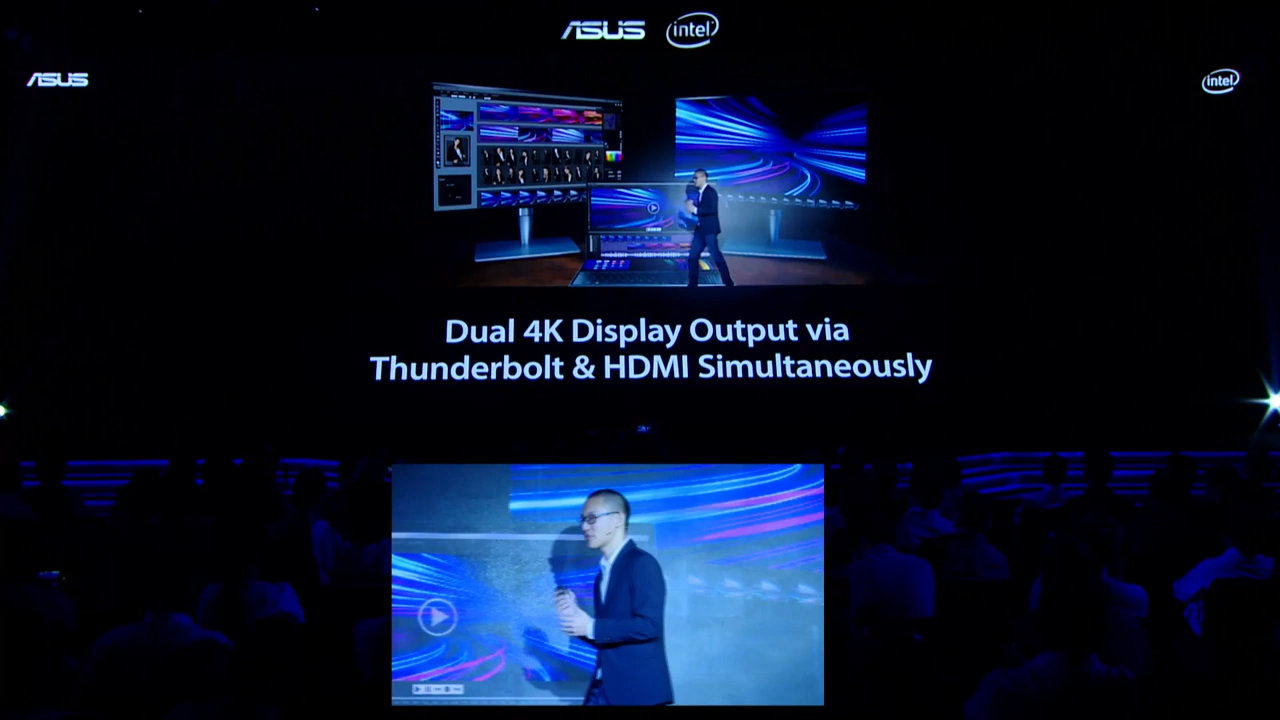 ASUS intel
ASUS
intel
Dual 4K Display Output via
Thunderbolt & HDMI Simultaneously